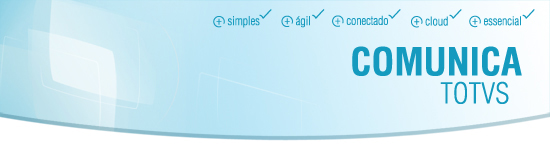 simples ágil conectado cloud essencial
COMUNICA
TOTVS